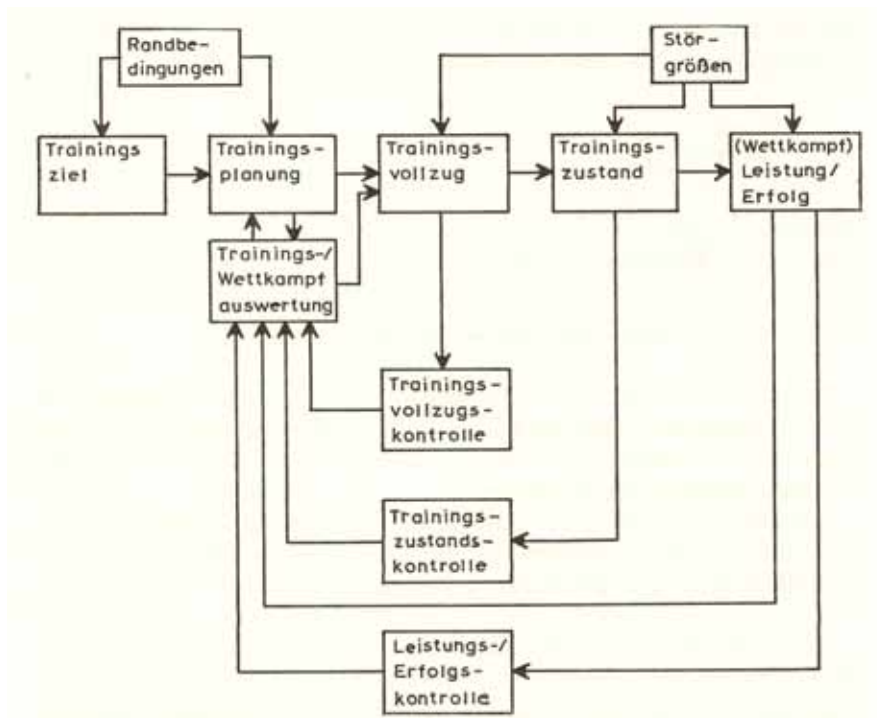 Randbe-
dingungen
Stör-
größen
Trainings
ziel
Trainings-
planung
Trainings-
vollzug
Trainings-
zustand
(Wettkampf)
Leistung/
Erfolg
Trainings-/
Wettkampf
auswertung
Trainings-
vollzugs-
kontrolle
Trainings-
zustands-
kontrolle
Leistungs-/
Erfolgs-
kontrolle